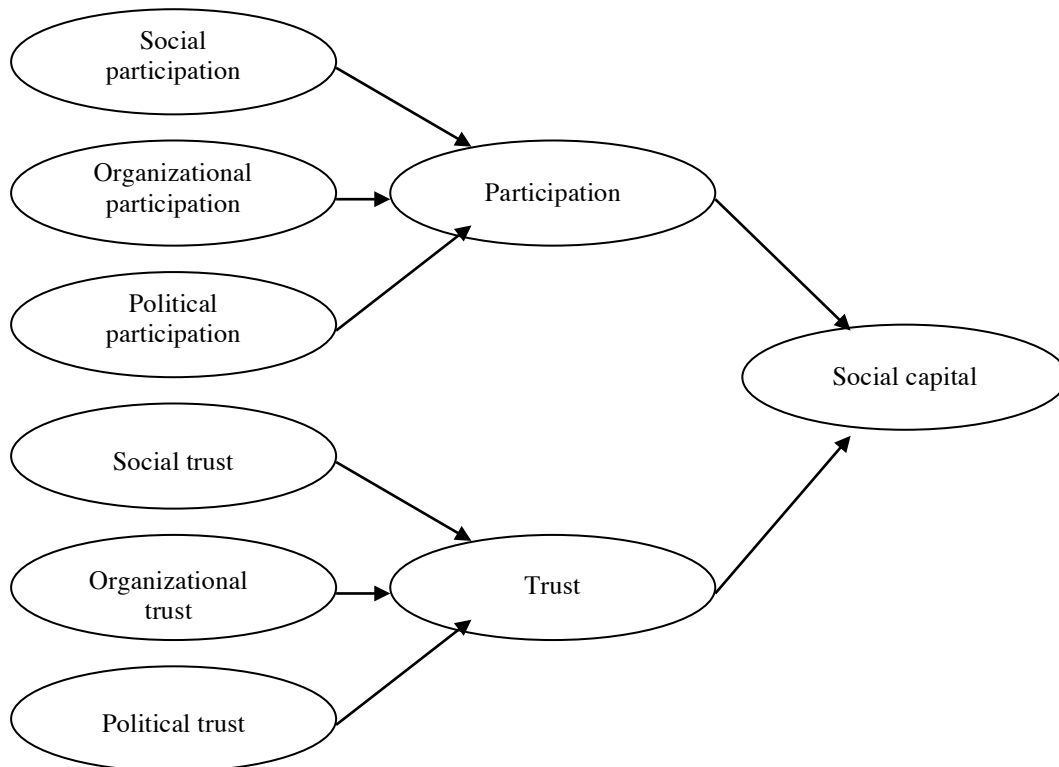 Social
participation
Organizational
participation
Participation
Political
participation
Social capital
Social trust
Organizational
trust
Trust
Political trust